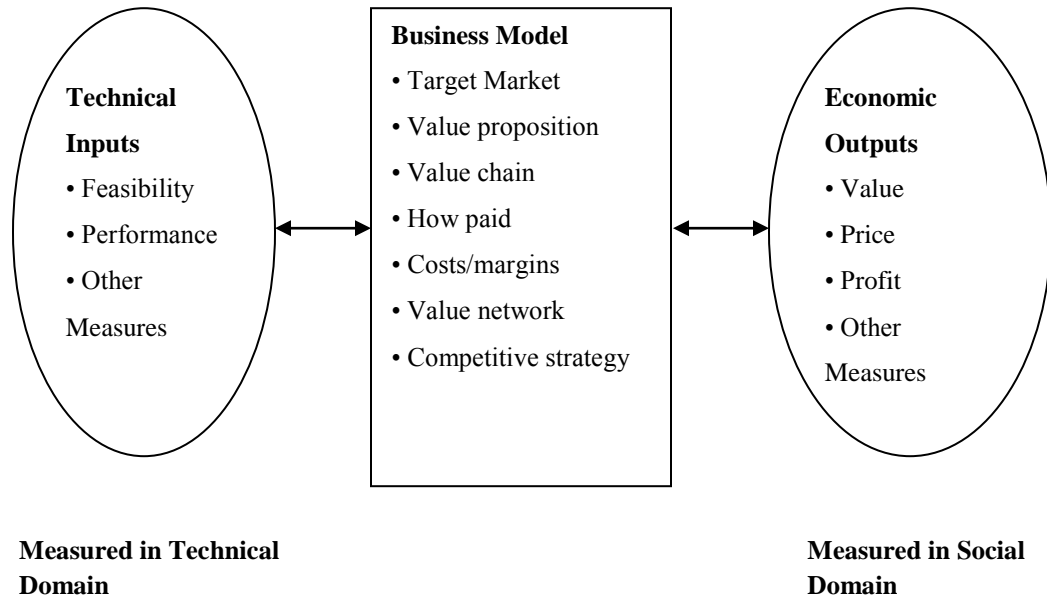 Technical
Inputs
• Feasibility
• Performance
• Other
Measures
Business Model
• Target Market
• Value proposition
• Value chain
• How paid
• Costs/margins
• Value network
• Competitive strategy
Economic
Outputs
• Value
• Price
• Profit
• Other
Measures
Measured in Technical
Domain
Measured in Social
Domain